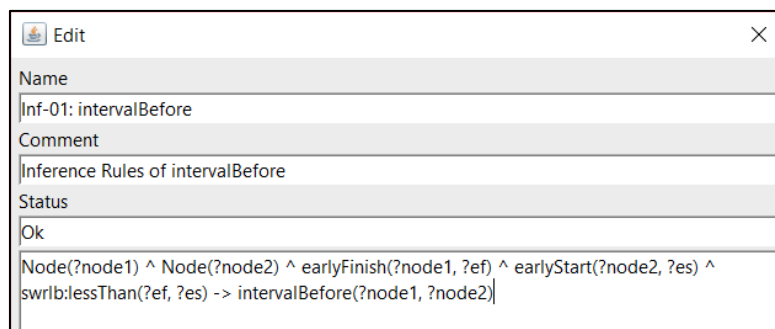 Edit
Name
Inf-01: intervalBefore
Comment
Inference Rules of intervalBefore
Status
Ok
Node(?node1) ^ Node(?node2) ^ earlyFinish(?node1, ?ef) ^ earlyStart(?node2, ?es) ^
swrlb:lessThan(?ef, ?es) -> intervalBefore(?node1, ?node2)